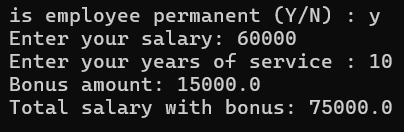 is employee permanent (Y/N) : y
Enter your salary: 60000
Enter your years of service : 10
Bonus amount: 15000.0
Total salary with bonus: 75000.0